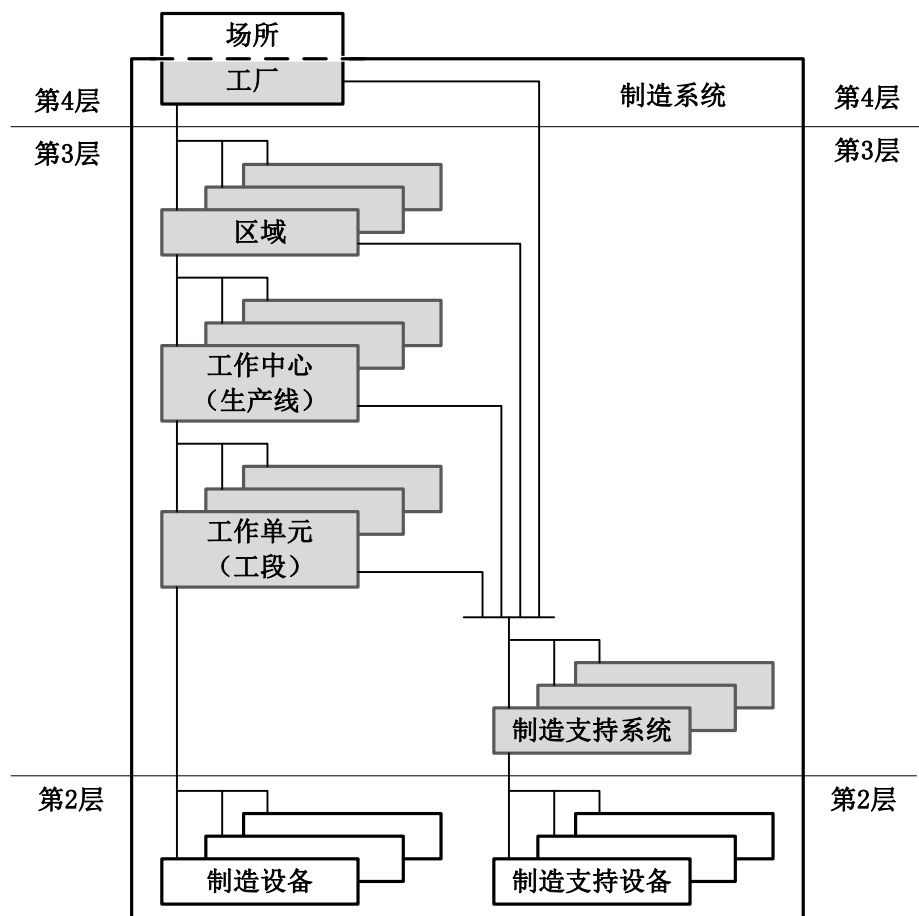 场所
工厂
制造系统
第4层
第4层
第3层
第3层
区域
工作中心
（生产线）
工作单元
（工段）
制造支持系统
第2层
第2层
制造设备
制造支持设备